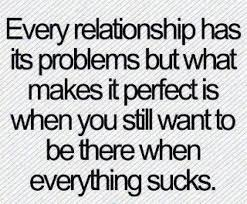 Every relationship has
its problems but what
makes it perfect is
when you still want to
be there when
everything sucks.